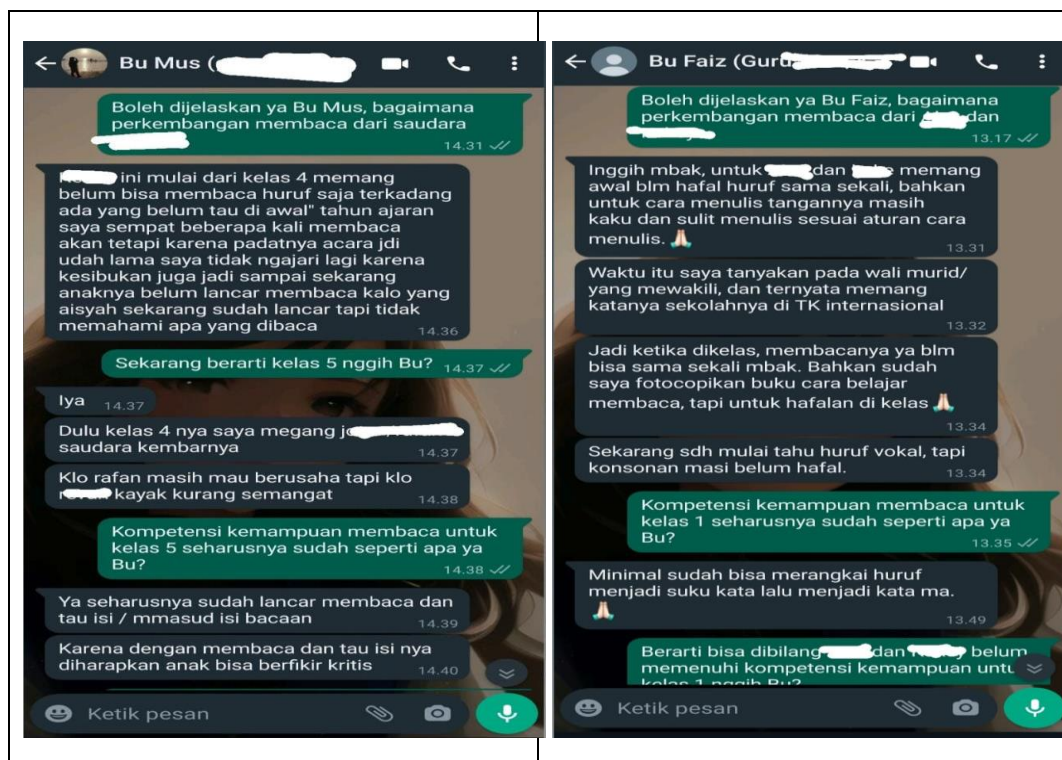 Bu Mus (
Boleh dijelaskan ya Bu Mus, bagaimana
perkembangan membaca dari saudara
14.31
ini mulai dari kelas 4 memang
belum bisa membaca huruf saja terkadang
ada yang belum tau di awal" tahun ajaran
saya sempat beberapa kali membaca
akan tetapi karena padatnya acara jdi
udah lama saya tidak ngajari lagi karena
kesibukan juga jadi sampai sekarang
anaknya belum lancar membaca kalo yang
aisyah sekarang sudah lancar tapi tidak
memahami apa yang dibaca 14.36
Sekarang berarti kelas 5 nggih Bu? 14.37
Iya 14.37
Dulu kelas 4 nya saya megang
saudara kembarnya 14.37
Klo rafan masih mau berusaha tapi klo
kayak kurang semangat 14.38
Kompetensi kemampuan membaca untuk
kelas 5 seharusnya sudah seperti apa ya
Bu? 14.38
Ya seharusnya sudah lancar membaca dan
tau isi / mmasud isi bacaan 14.39
Karena dengan membaca dan tau isi nya
diharapkan anak bisa berfikir kritis 14.40
Ketik pesan
Bu Faiz (Guru
Boleh dijelaskan ya Bu Faiz, bagaimana
perkembangan membaca dari dan
13.17
Inggih mbak, untuk dan memang
awal blm hafal huruf sama sekali, bahkan
untuk cara menulis tangannya masih
kaku dan sulit menulis sesuai aturan cara
menulis. 🙏🏻 13.31
Waktu itu saya tanyakan pada wali murid/
yang mewakili, dan ternyata memang
katanya sekolahnya di TK internasional
13.32
Jadi ketika dikelas, membacanya ya blm
bisa sama sekali mbak. Bahkan sudah
saya fotocopikan buku cara belajar
membaca, tapi untuk hafalan di kelas 🙏🏻
13.34
Sekarang sdh mulai tahu huruf vokal, tapi
konsonan masi belum hafal. 13.34
Kompetensi kemampuan membaca untuk
kelas 1 seharusnya sudah seperti apa ya
Bu? 13.35
Minimal sudah bisa merangkai huruf
menjadi suku kata lalu menjadi kata ma.
🙏🏻 13.49
Berarti bisa dibilang dan belum
memenuhi kompetensi kemampuan
kelas 1 nggih Bu?
Ketik pesan